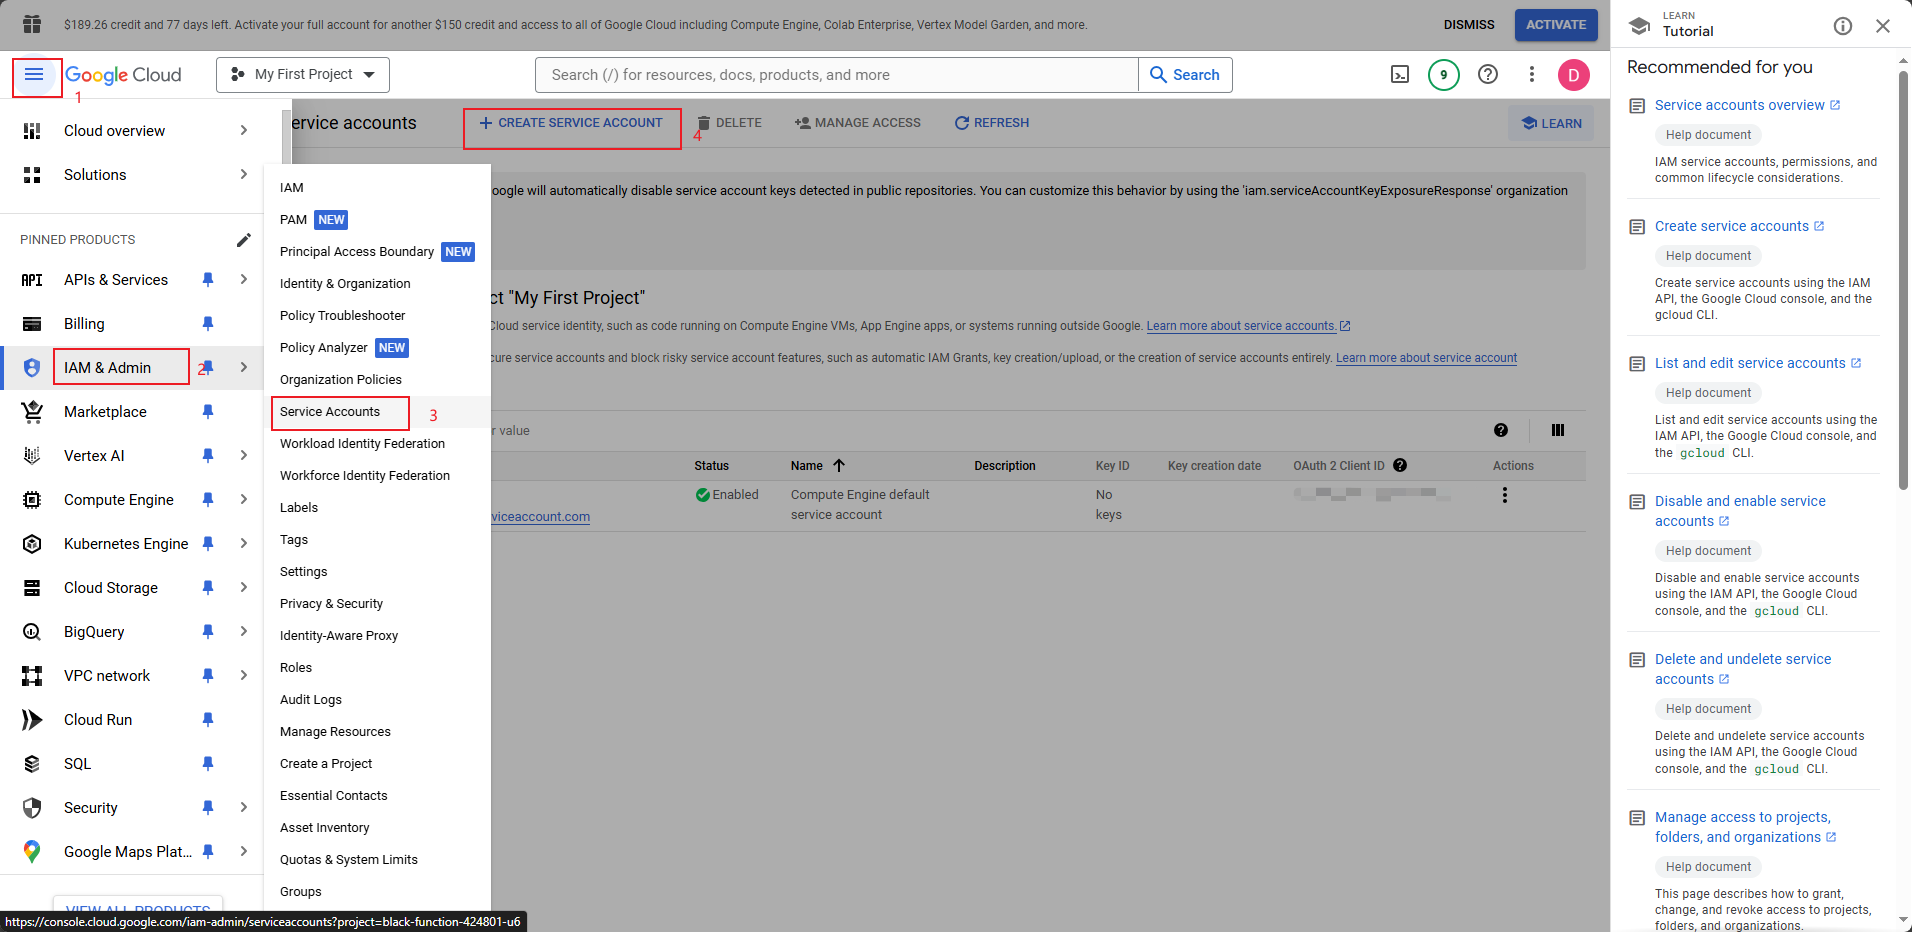 $189.26 credit and 77 days left. Activate your full account for another $150 credit and access to all of Google Cloud including Compute Engine, Colab Enterprise, Vertex Model Garden, and more.
DISMISS
ACTIVATE
Google Cloud
1
My First Project
Search (/) for resources, docs, products, and more
Search
9
D
Cloud overview
Solutions
PINNED PRODUCTS
API APIs & Services
Billing
IAM & Admin
2
Marketplace
Vertex AI
Compute Engine
Kubernetes Engine
Cloud Storage
BigQuery
VPC network
Cloud Run
SQL
Security
Google Maps Plat...
VIEW ALL PRODUCTS
https://console.cloud.google.com/iam-admin/serviceaccounts?project=black-function-424801-u6
IAM
PAM NEW
Principal Access Boundary NEW
Identity & Organization
Policy Troubleshooter
Policy Analyzer NEW
Organization Policies
Service Accounts
3
Workload Identity Federation
Workforce Identity Federation
Labels
Tags
Settings
Privacy & Security
Identity-Aware Proxy
Roles
Audit Logs
Manage Resources
Create a Project
Essential Contacts
Asset Inventory
Quotas & System Limits
Groups
ervice accounts
CREATE SERVICE ACCOUNT
4
DELETE
MANAGE ACCESS
REFRESH
LEARN
oogle will automatically disable service account keys detected in public repositories. You can customize this behavior by using the 'iam.serviceAccountKeyExposureResponse' organization
ct "My First Project"
Cloud service identity, such as code running on Compute Engine VMs, App Engine apps, or systems running outside Google. Learn more about service accounts.
cure service accounts and block risky service account features, such as automatic IAM Grants, key creation/upload, or the creation of service accounts entirely. Learn more about service account
r value
Status
Name
Description
Key ID
Key creation date
OAuth 2 Client ID
Actions
viceaccount.com
Enabled
Compute Engine default
service account
No
keys
LEARN
Tutorial
Recommended for you
Service accounts overview
Help document
IAM service accounts, permissions, and
common lifecycle considerations.
Create service accounts
Help document
Create service accounts using the IAM
API, the Google Cloud console, and the
gcloud CLI.
List and edit service accounts
Help document
List and edit service accounts using the
IAM API, the Google Cloud console, and
the gcloud CLI.
Disable and enable service
accounts
Help document
Disable and enable service accounts
using the IAM API, the Google Cloud
console, and the gcloud CLI.
Delete and undelete service
accounts
Help document
Delete and undelete service accounts
using the IAM API, the Google Cloud
console, and the gcloud CLI.
Manage access to projects,
folders, and organizations
Help document
This page describes how to grant,
change, and revoke access to projects,
folders, and organizations.